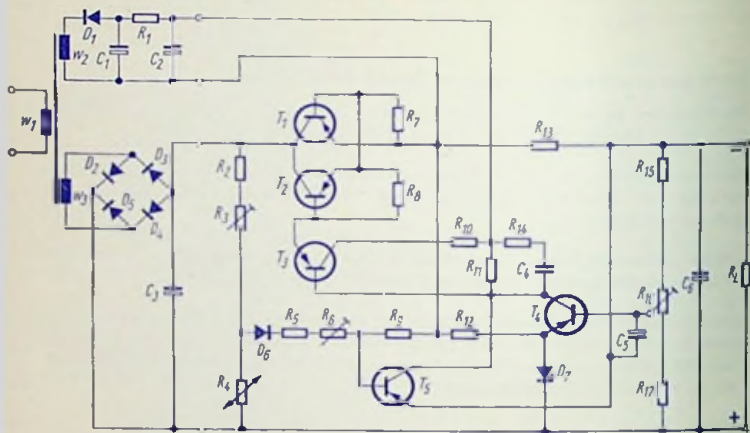 D1 R1
w2 C1 C2
w1
T1 R7
R13
D2 D3
R2
T2
R15
w3 D5 D4
R3
R8
T3
R10 R14
R11
C3
C4
C6
RL
T4
D6 R5 R6 R9 R12
C5
R4
T5
D7
R17
− +